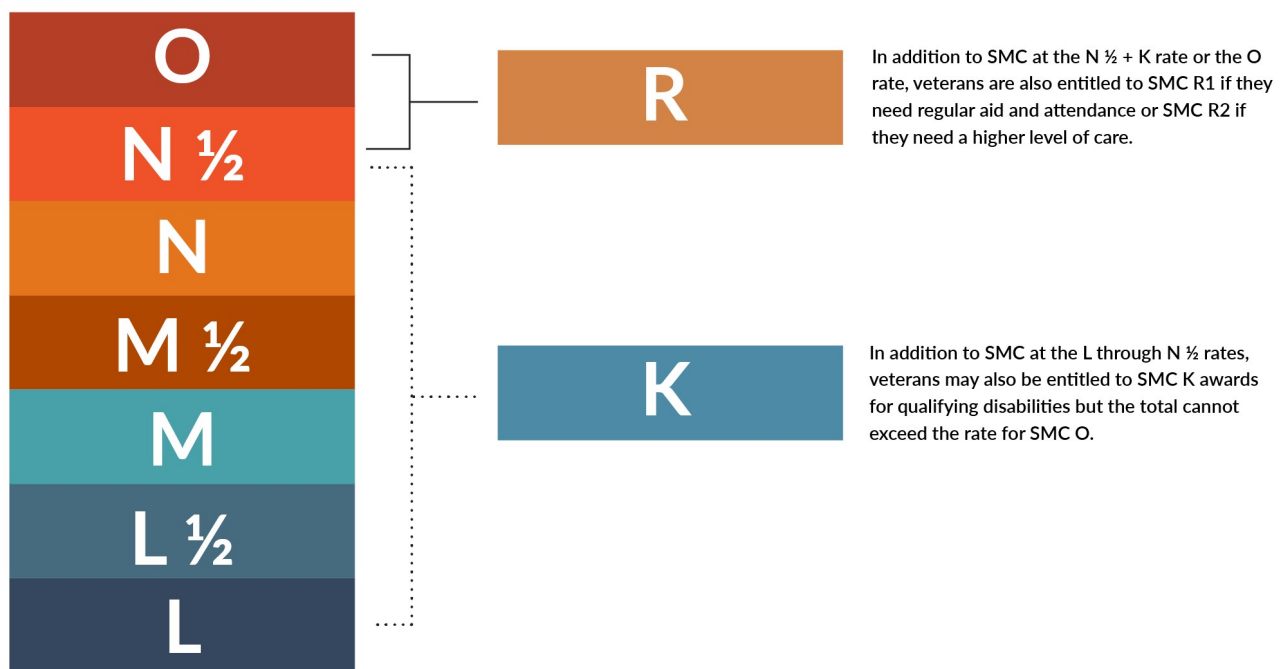 O
N ½
N
M ½
M
L ½
L
R
In addition to SMC at the N ½ + K rate or the O
rate, veterans are also entitled to SMC R1 if they
need regular aid and attendance or SMC R2 if
they need a higher level of care.
K
In addition to SMC at the L through N ½ rates,
veterans may also be entitled to SMC K awards
for qualifying disabilities but the total cannot
exceed the rate for SMC O.